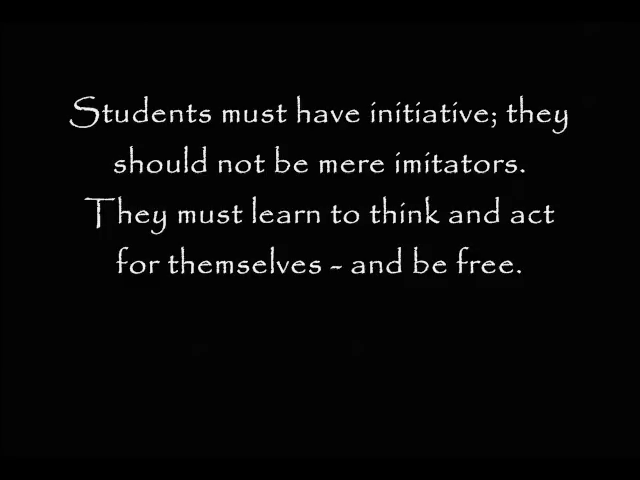 Students must have initiative; they
should not be mere imitators.
They must learn to think and act
for themselves - and be free.